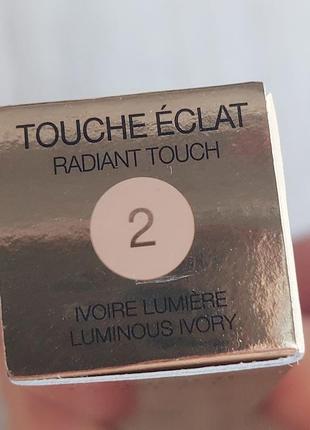 TOUCHE ÉCLAT
RADIANT TOUCH
2
IVOIRE LUMIÈRE
LUMINOUS IVORY